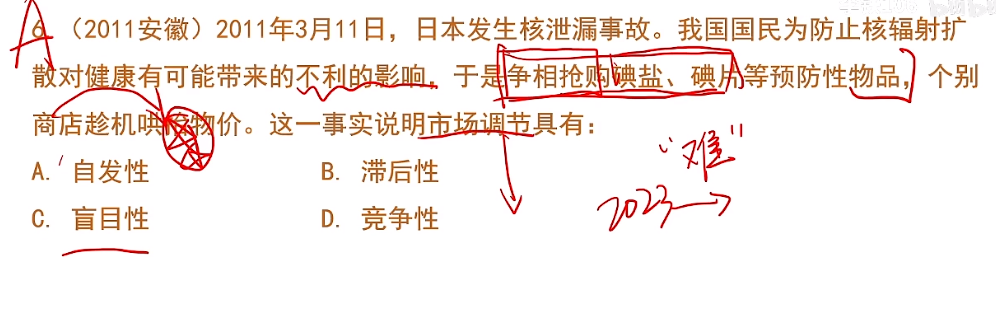 A
6. （2011安徽）2011年3月11日，日本发生核泄漏事故。我国国民为防止核辐射扩
散对健康有可能带来的不利的影响，于是争相抢购碘盐、碘片等预防性物品，个别
商店趁机哄抬物价。这一事实说明市场调节具有：
A. 自发性 B. 滞后性
C. 盲目性 D. 竞争性
“难”
2023→